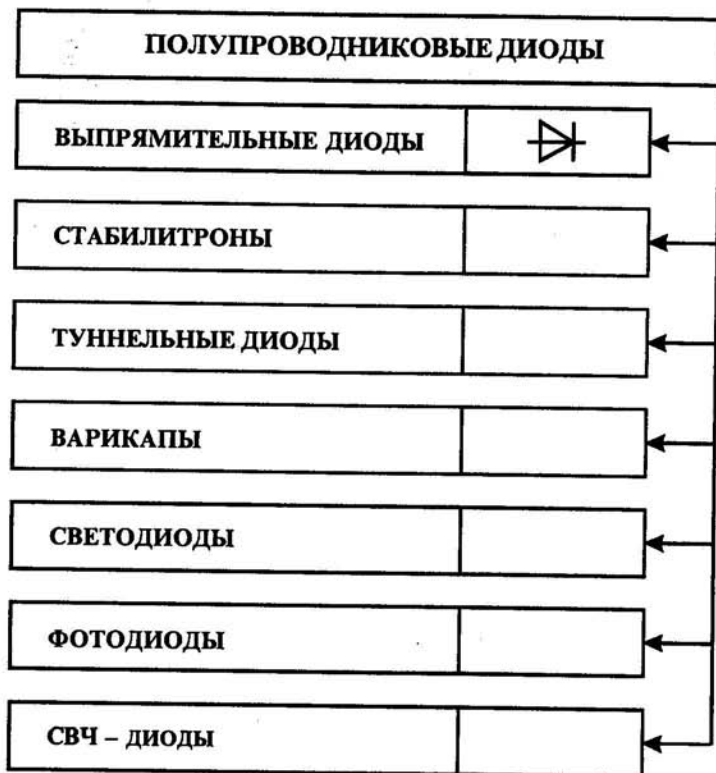 ПОЛУПРОВОДНИКОВЫЕ ДИОДЫ
ВЫПРЯМИТЕЛЬНЫЕ ДИОДЫ
СТАБИЛИТРОНЫ
ТУННЕЛЬНЫЕ ДИОДЫ
ВАРИКАПЫ
СВЕТОДИОДЫ
ФОТОДИОДЫ
СВЧ – ДИОДЫ